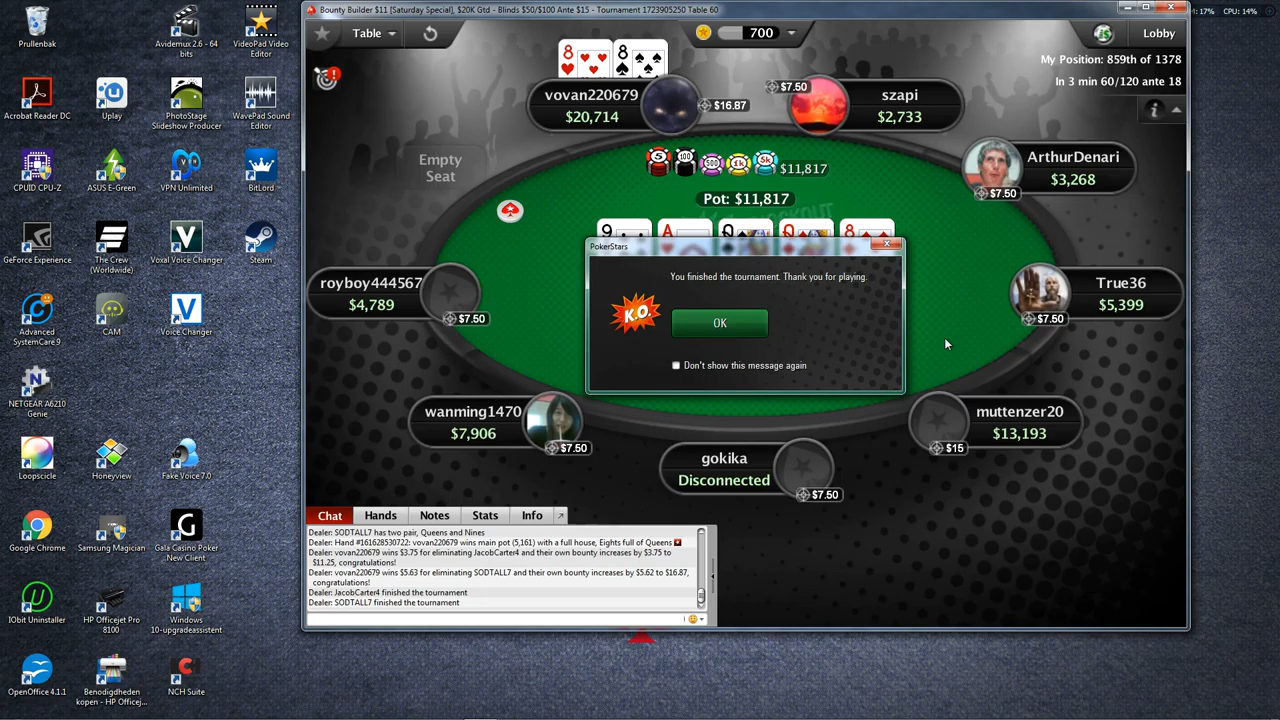 Bounty Builder $11 [Saturday Special], $20K Gtd - Blinds $50/$100 Ante $15 - Tournament 1723905250 Table 60
M: 17% CPU: 14%
Table
700
Lobby
My Position: 859th of 1378
In 3 min 60/120 ante 18
8 8
vovan220679
$20,714
$16.87
$7.50
szapi
$2,733
Empty
Seat
$11,817
ArthurDenari
$3,268
$7.50
Pot: $11,817
9 A Q Q 8
royboy444567
$4,789
$7.50
True36
$5,399
$7.50
PokerStars
You finished the tournament. Thank you for playing.
K.O.
OK
Don't show this message again
wanming1470
$7,906
$7.50
muttenzer20
$13,193
$15
gokika
Disconnected
$7.50
Chat Hands Notes Stats Info
Dealer: SODTALL7 has two pair, Queens and Nines
Dealer: Hand #161628530722: vovan220679 wins main pot (5,161) with a full house, Eights full of Queens
Dealer: vovan220679 wins $3.75 for eliminating JacobCarter4 and their own bounty increases by $3.75 to
$11.25, congratulations!
Dealer: vovan220679 wins $5.63 for eliminating SODTALL7 and their own bounty increases by $5.62 to $16.87,
congratulations!
Dealer: JacobCarter4 finished the tournament
Dealer: SODTALL7 finished the tournament
Prullenbak
Avidemux 2.6 - 64
bits
VideoPad Video
Editor
Acrobat Reader DC
Uplay
PhotoStage
Slideshow Producer
WavePad Sound
Editor
CPUID CPU-Z
ASUS E-Green
VPN Unlimited
BitLord
GeForce Experience
The Crew
(Worldwide)
Voxal Voice Changer
Steam
Advanced
SystemCare 9
CAM
Voice Changer
NETGEAR A6210
Genie
Loopscicle
Honeyview
Fake Voice 7.0
Google Chrome
Samsung Magician
Gala Casino Poker
New Client
IObit Uninstaller
HP Officejet Pro
8100
Windows
10-upgradeassistent
OpenOffice 4.1.1
Benodigdheden
kopen - HP Officej...
NCH Suite